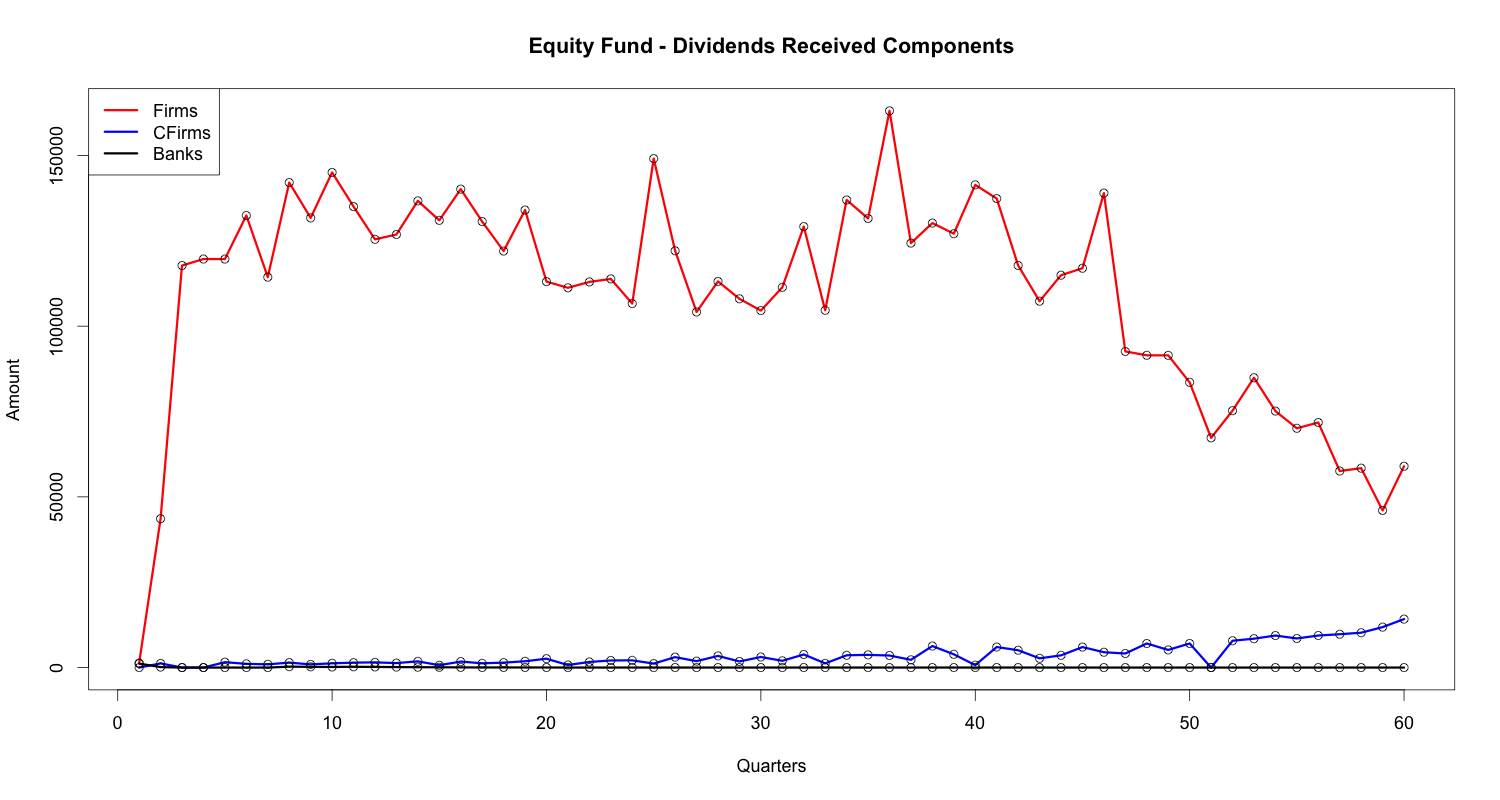 Equity Fund - Dividends Received Components
Firms
CFirms
Banks
150000
100000
50000
0
Amount
0 10 20 30 40 50 60
Quarters